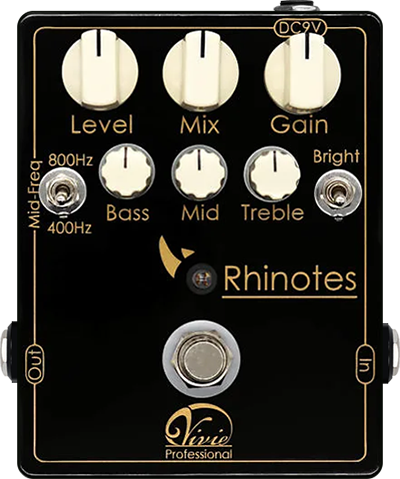 DC9V
Level Mix Gain
Mid-Freq
800Hz
400Hz
Bass Mid Treble
Bright
Rhinotes
Out
In
Vivie
Professional